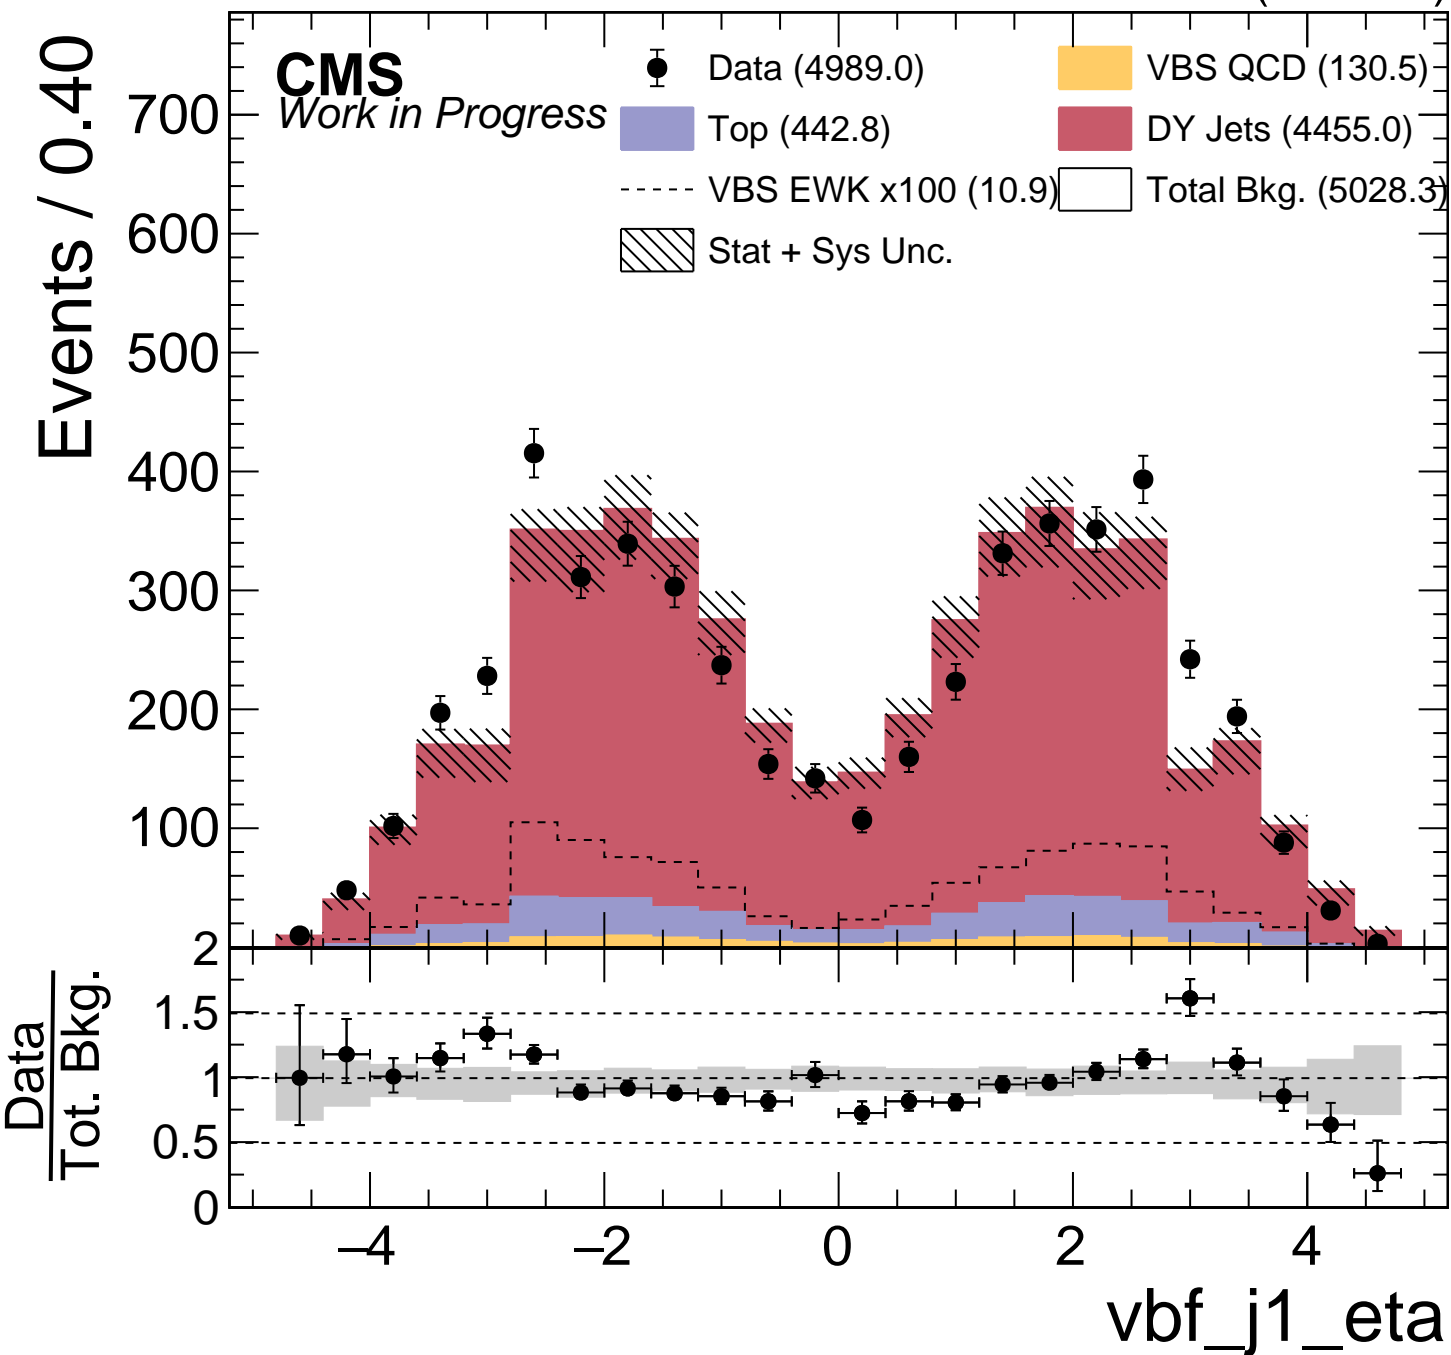 CMS
Work in Progress
Data (4989.0)
VBS QCD (130.5)
Top (442.8)
DY Jets (4455.0)
VBS EWK x100 (10.9)
Total Bkg. (5028.3)
Stat + Sys Unc.
Events / 0.40
700
600
500
400
300
200
100
Data
Tot. Bkg.
2
1.5
1
0.5
0
−4
−2
0
2
4
vbf_j1_eta